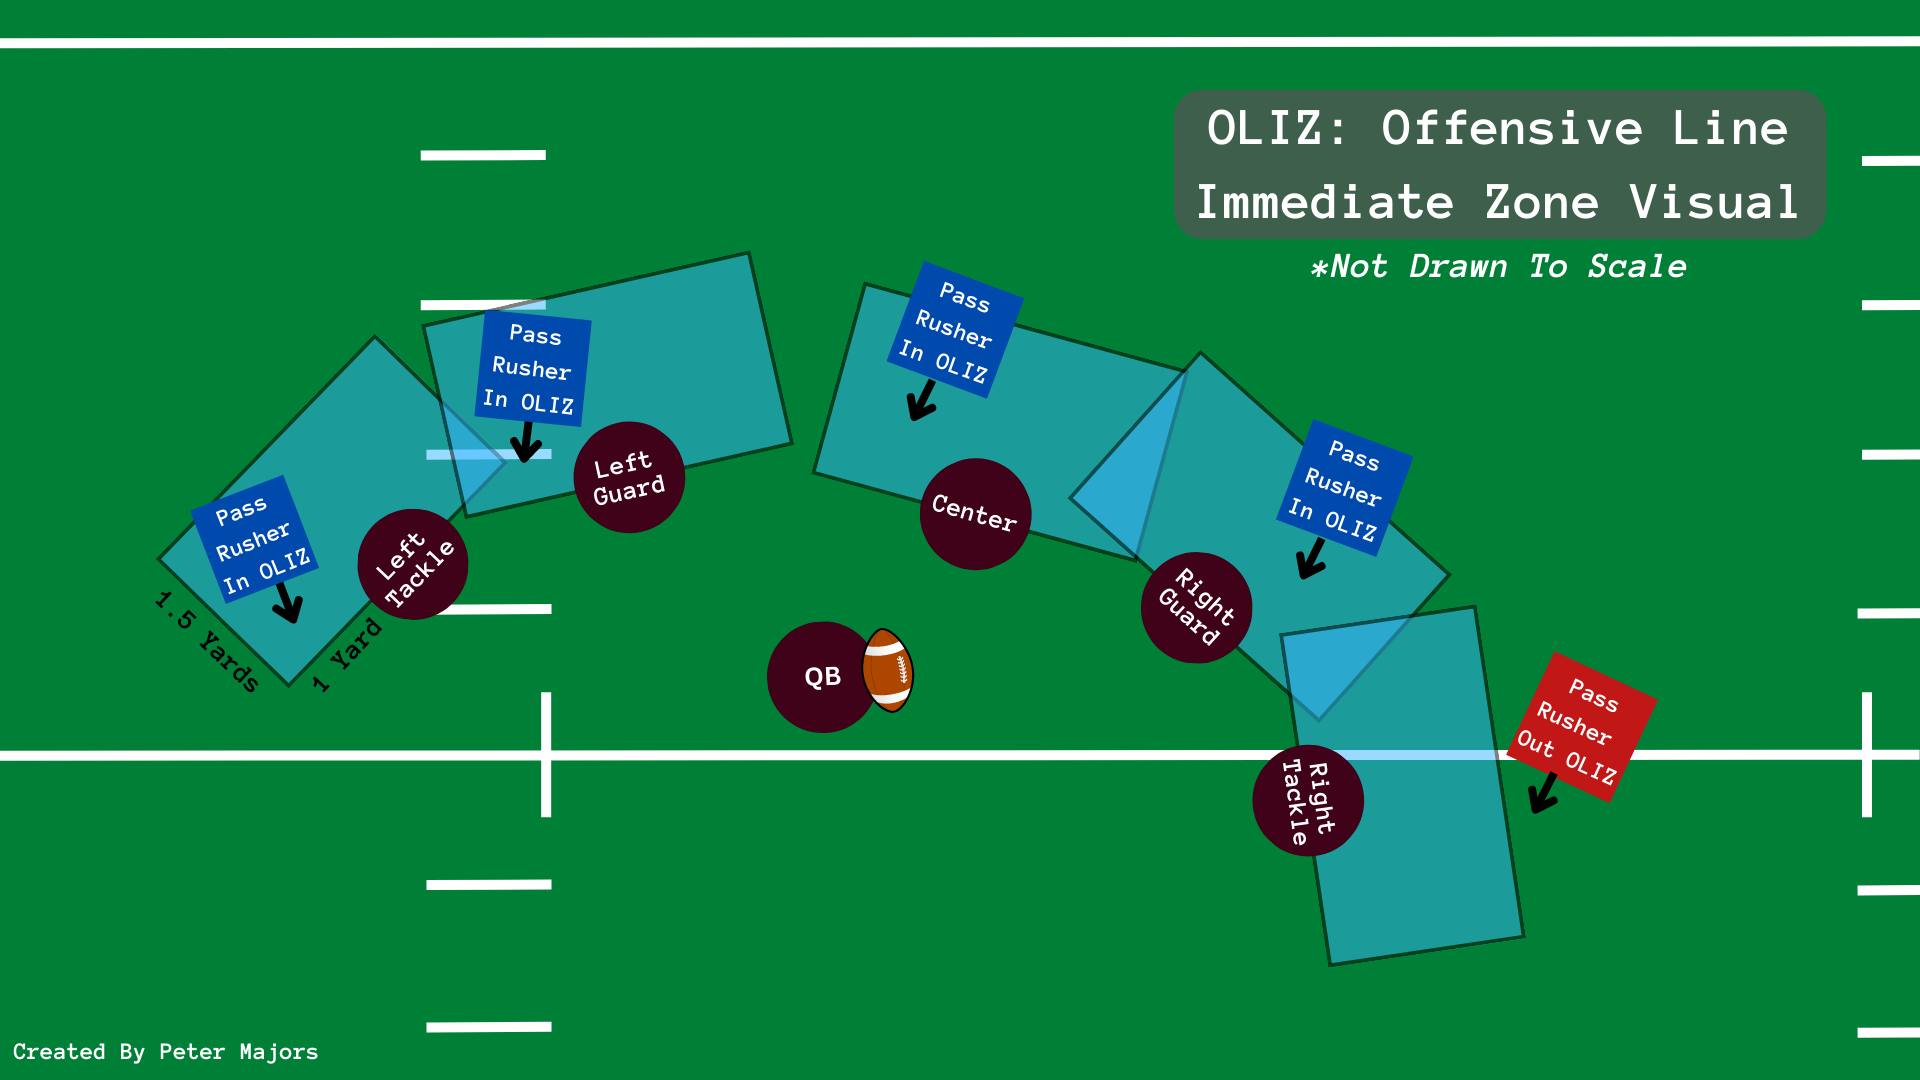 OLIZ: Offensive Line
Immediate Zone Visual
*Not Drawn To Scale
Pass
Rusher
In OLIZ
Pass
Rusher
In OLIZ
Pass
Rusher
In OLIZ
Pass
Rusher
In OLIZ
Pass
Rusher
Out OLIZ
Left
Tackle
Left
Guard
Center
Right
Guard
Right
Tackle
QB
1.5 Yards
1 Yard
Created By Peter Majors